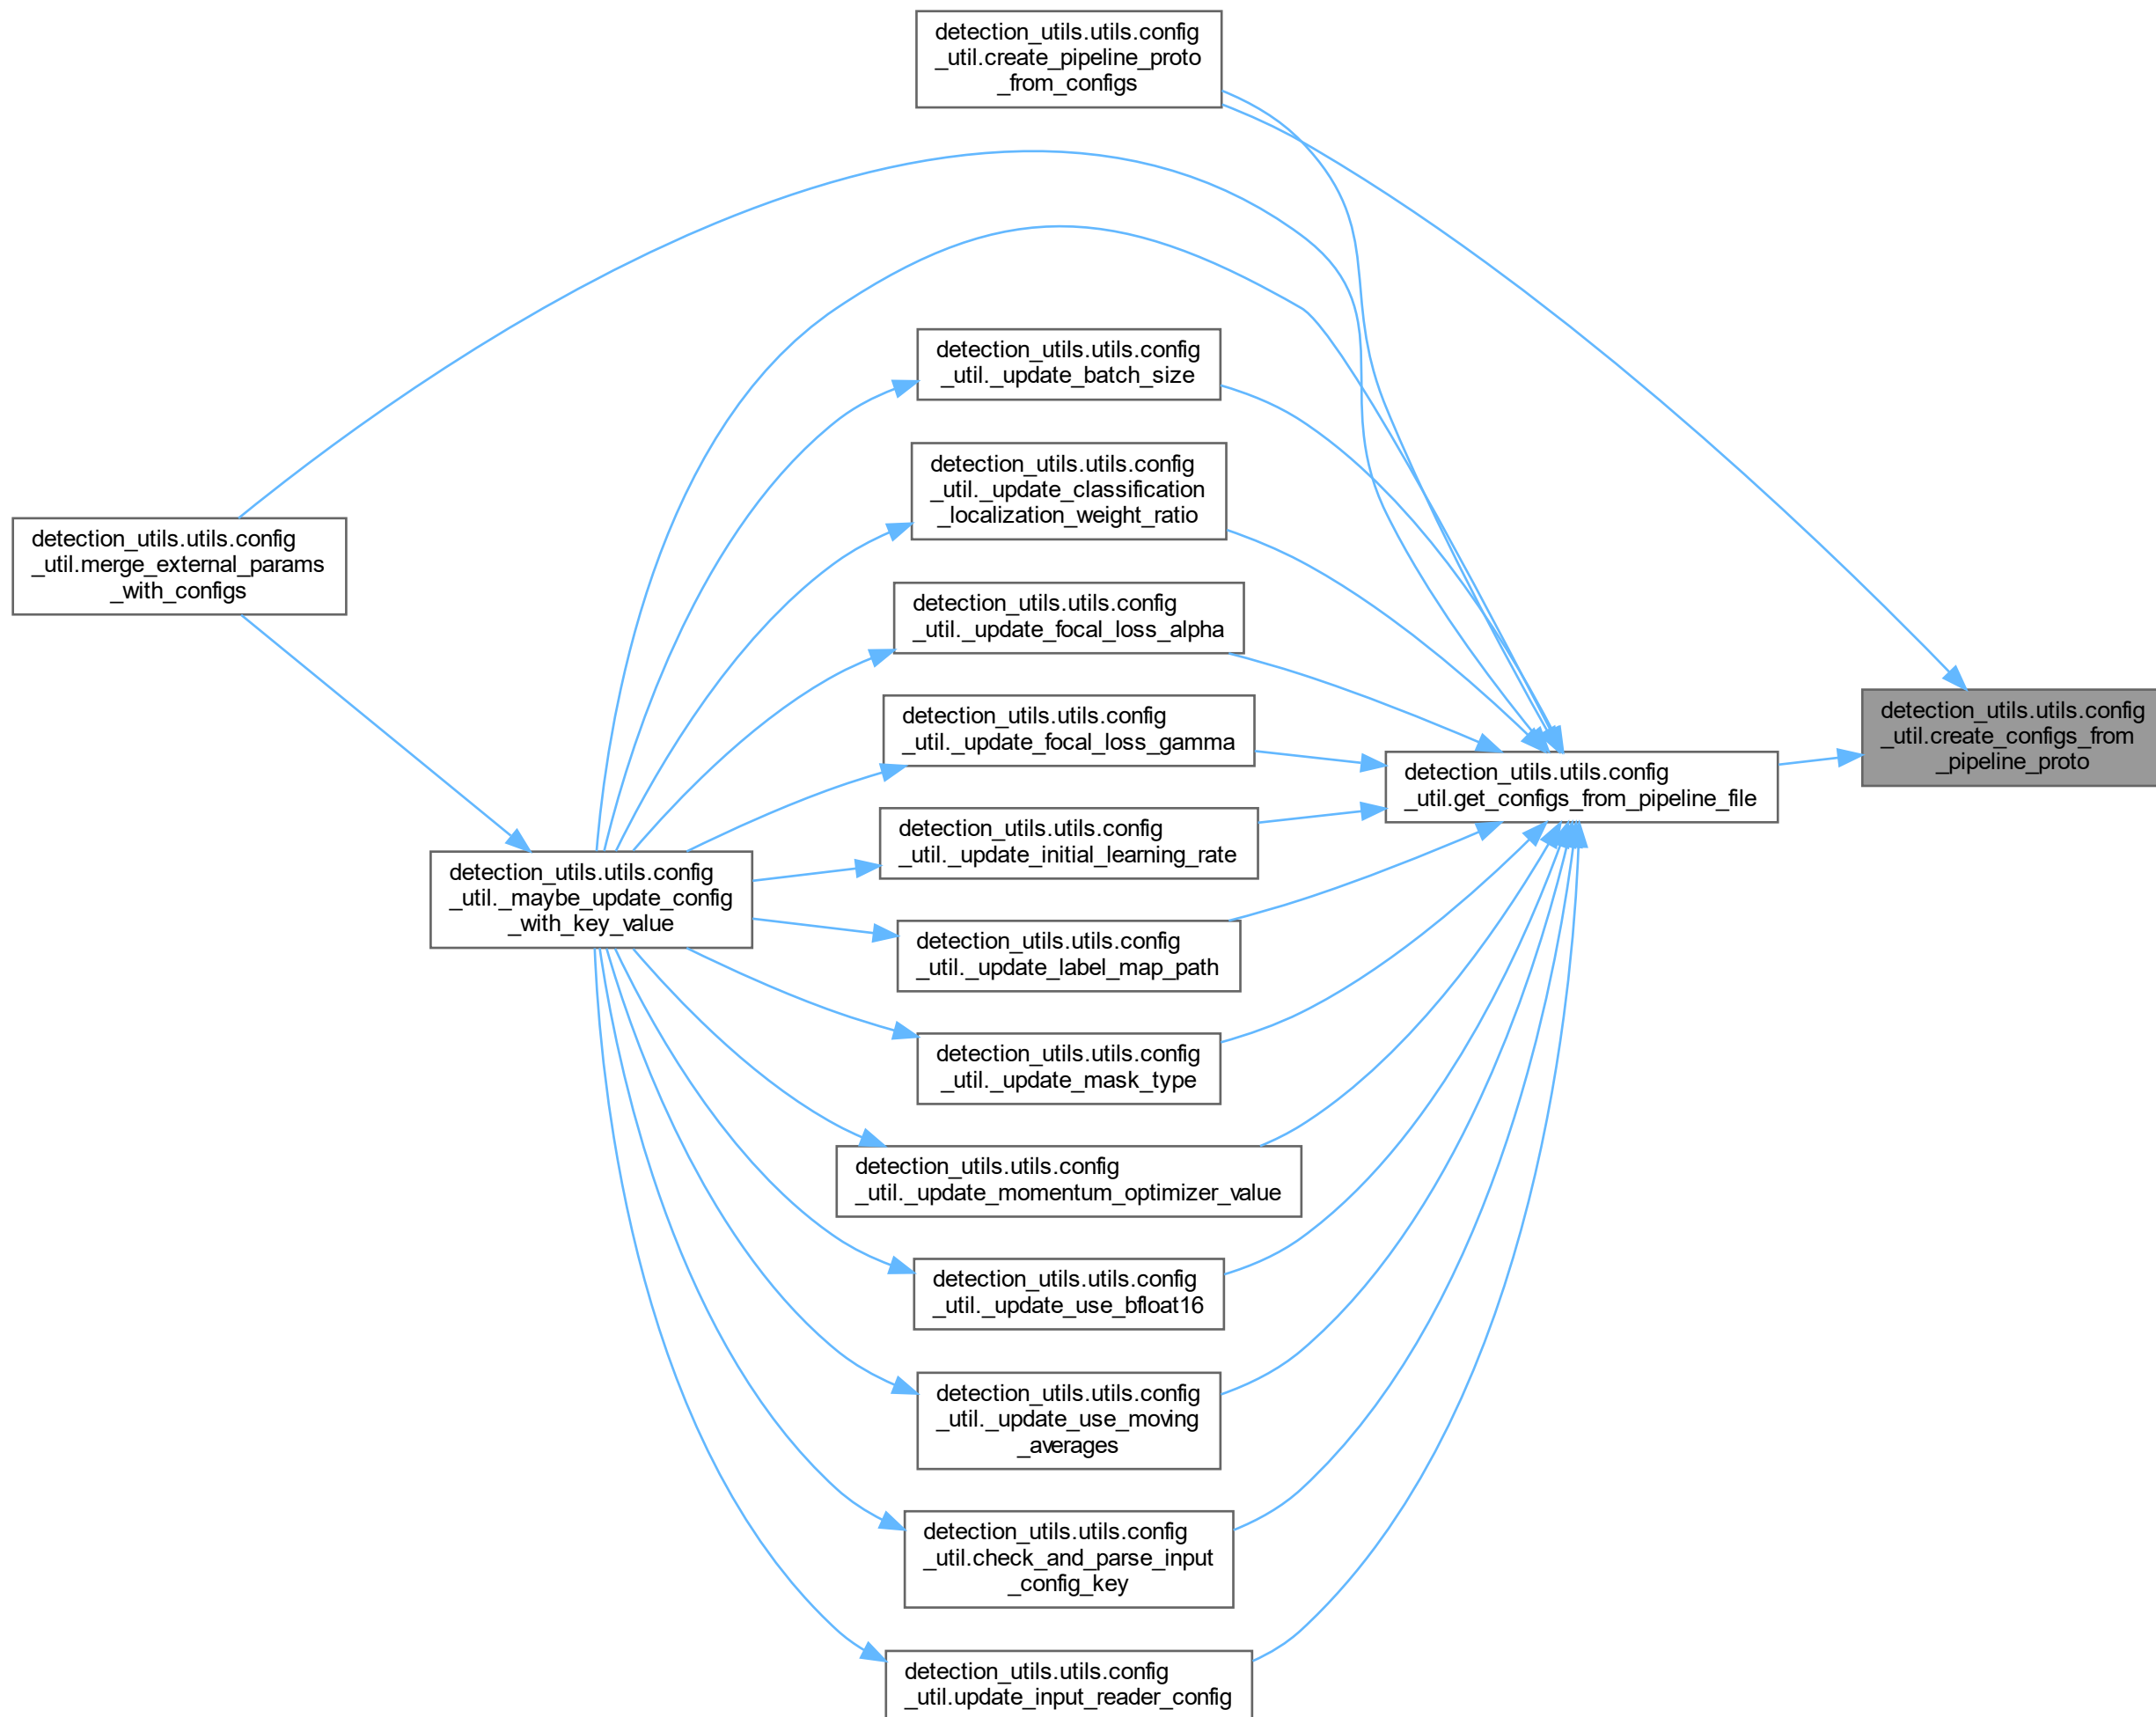 detection_utils.utils.config
_util.create_pipeline_proto
_from_configs
detection_utils.utils.config
_util._update_batch_size
detection_utils.utils.config
_util._update_classification
_localization_weight_ratio
detection_utils.utils.config
_util.merge_external_params
_with_configs
detection_utils.utils.config
_util._update_focal_loss_alpha
detection_utils.utils.config
_util._update_focal_loss_gamma
detection_utils.utils.config
_util.create_configs_from
_pipeline_proto
detection_utils.utils.config
_util.get_configs_from_pipeline_file
detection_utils.utils.config
_util._update_initial_learning_rate
detection_utils.utils.config
_util._maybe_update_config
_with_key_value
detection_utils.utils.config
_util._update_label_map_path
detection_utils.utils.config
_util._update_mask_type
detection_utils.utils.config
_util._update_momentum_optimizer_value
detection_utils.utils.config
_util._update_use_bfloat16
detection_utils.utils.config
_util._update_use_moving
_averages
detection_utils.utils.config
_util.check_and_parse_input
_config_key
detection_utils.utils.config
_util.update_input_reader_config